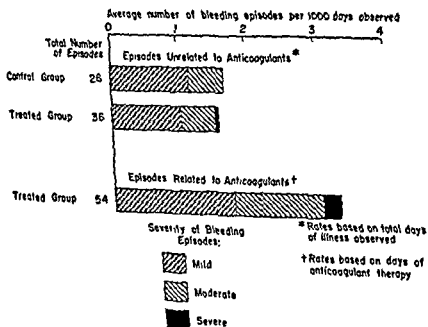 Average number of bleeding episodes per 1000 days observed
0 1 2 3 4
Total Number
of Episodes
Episodes Unrelated to Anticoagulants*
Control Group 26
Treated Group 36
Episodes Related to Anticoagulants†
Treated Group 54
*Rates based on total days
of illness observed
†Rates based on days of
anticoagulant therapy
Severity of Bleeding
Episodes:
Mild
Moderate
Severe